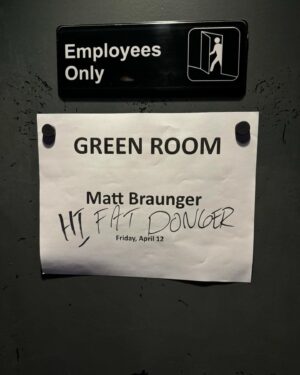 Employees
Only
GREEN ROOM
Matt Braunger
HI FAT DONGER
Friday, April 12